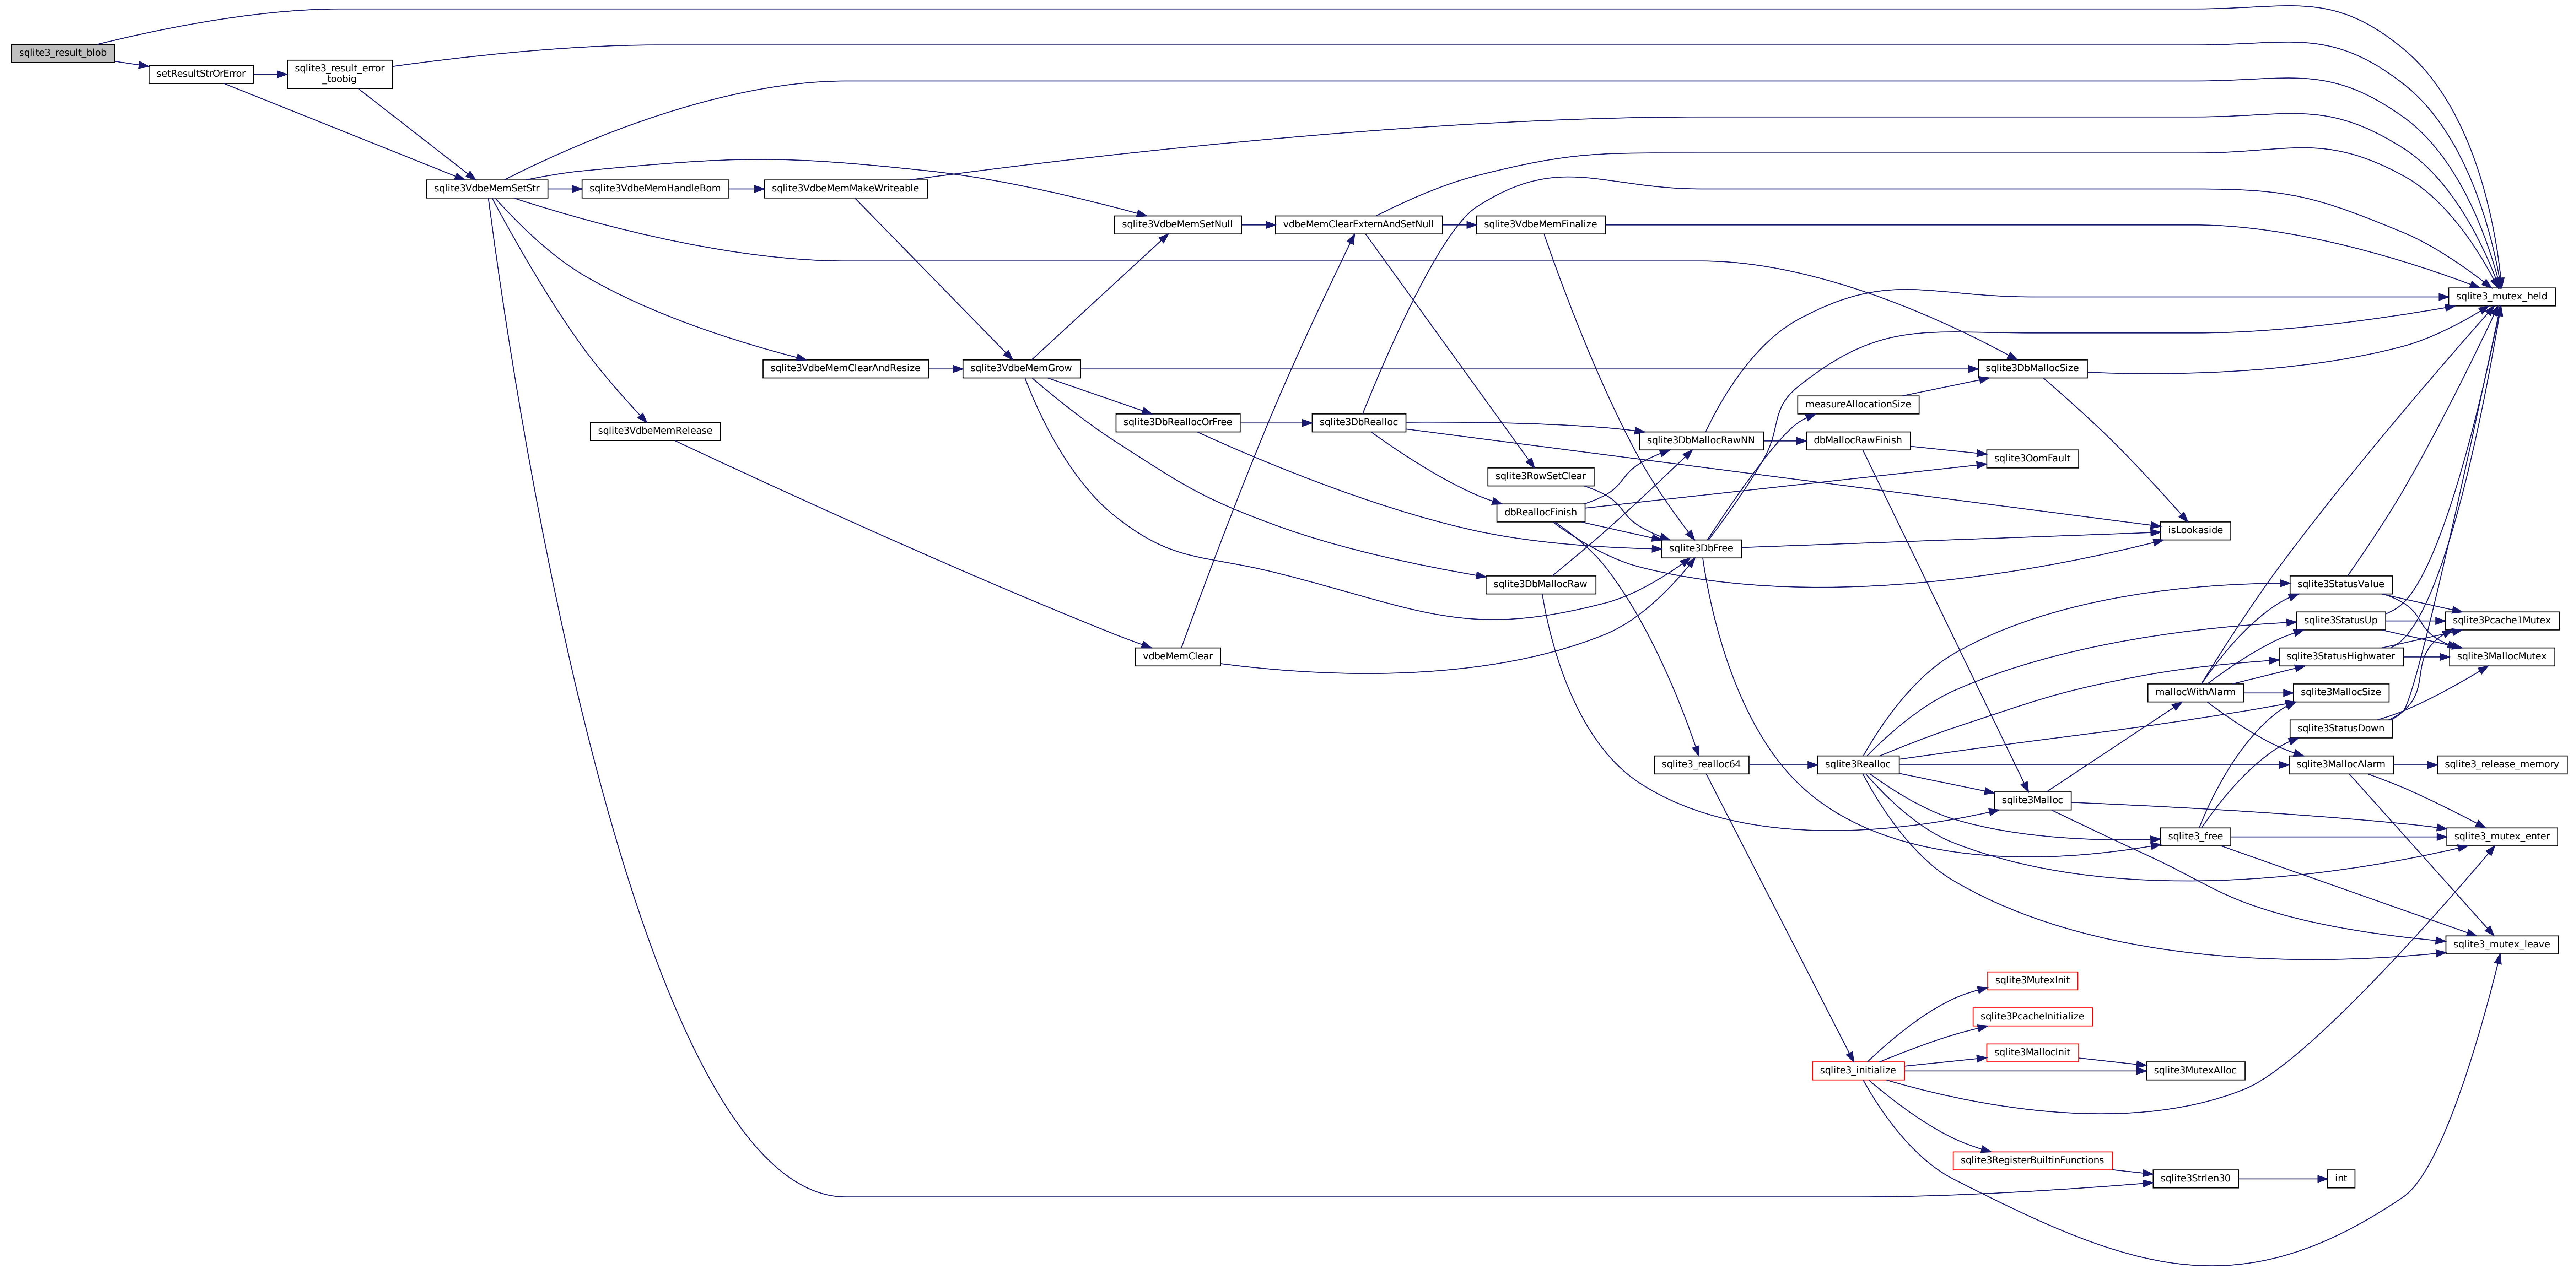 sqlite3_result_blob
setResultStrOrError
sqlite3_result_error
_toobig
sqlite3VdbeMemSetStr
sqlite3VdbeMemHandleBom
sqlite3VdbeMemMakeWriteable
sqlite3VdbeMemSetNull
vdbeMemClearExternAndSetNull
sqlite3VdbeMemFinalize
sqlite3_mutex_held
sqlite3VdbeMemClearAndResize
sqlite3VdbeMemGrow
sqlite3DbMallocSize
measureAllocationSize
sqlite3VdbeMemRelease
sqlite3DbReallocOrFree
sqlite3DbRealloc
sqlite3DbMallocRawNN
dbMallocRawFinish
sqlite3OomFault
sqlite3RowSetClear
dbReallocFinish
isLookaside
sqlite3DbFree
sqlite3DbMallocRaw
sqlite3StatusValue
sqlite3StatusUp
sqlite3Pcache1Mutex
vdbeMemClear
sqlite3StatusHighwater
sqlite3MallocMutex
mallocWithAlarm
sqlite3MallocSize
sqlite3StatusDown
sqlite3_realloc64
sqlite3Realloc
sqlite3MallocAlarm
sqlite3_release_memory
sqlite3Malloc
sqlite3_free
sqlite3_mutex_enter
sqlite3_mutex_leave
sqlite3MutexInit
sqlite3PcacheInitialize
sqlite3MallocInit
sqlite3_initialize
sqlite3MutexAlloc
sqlite3RegisterBuiltinFunctions
sqlite3Strlen30
int